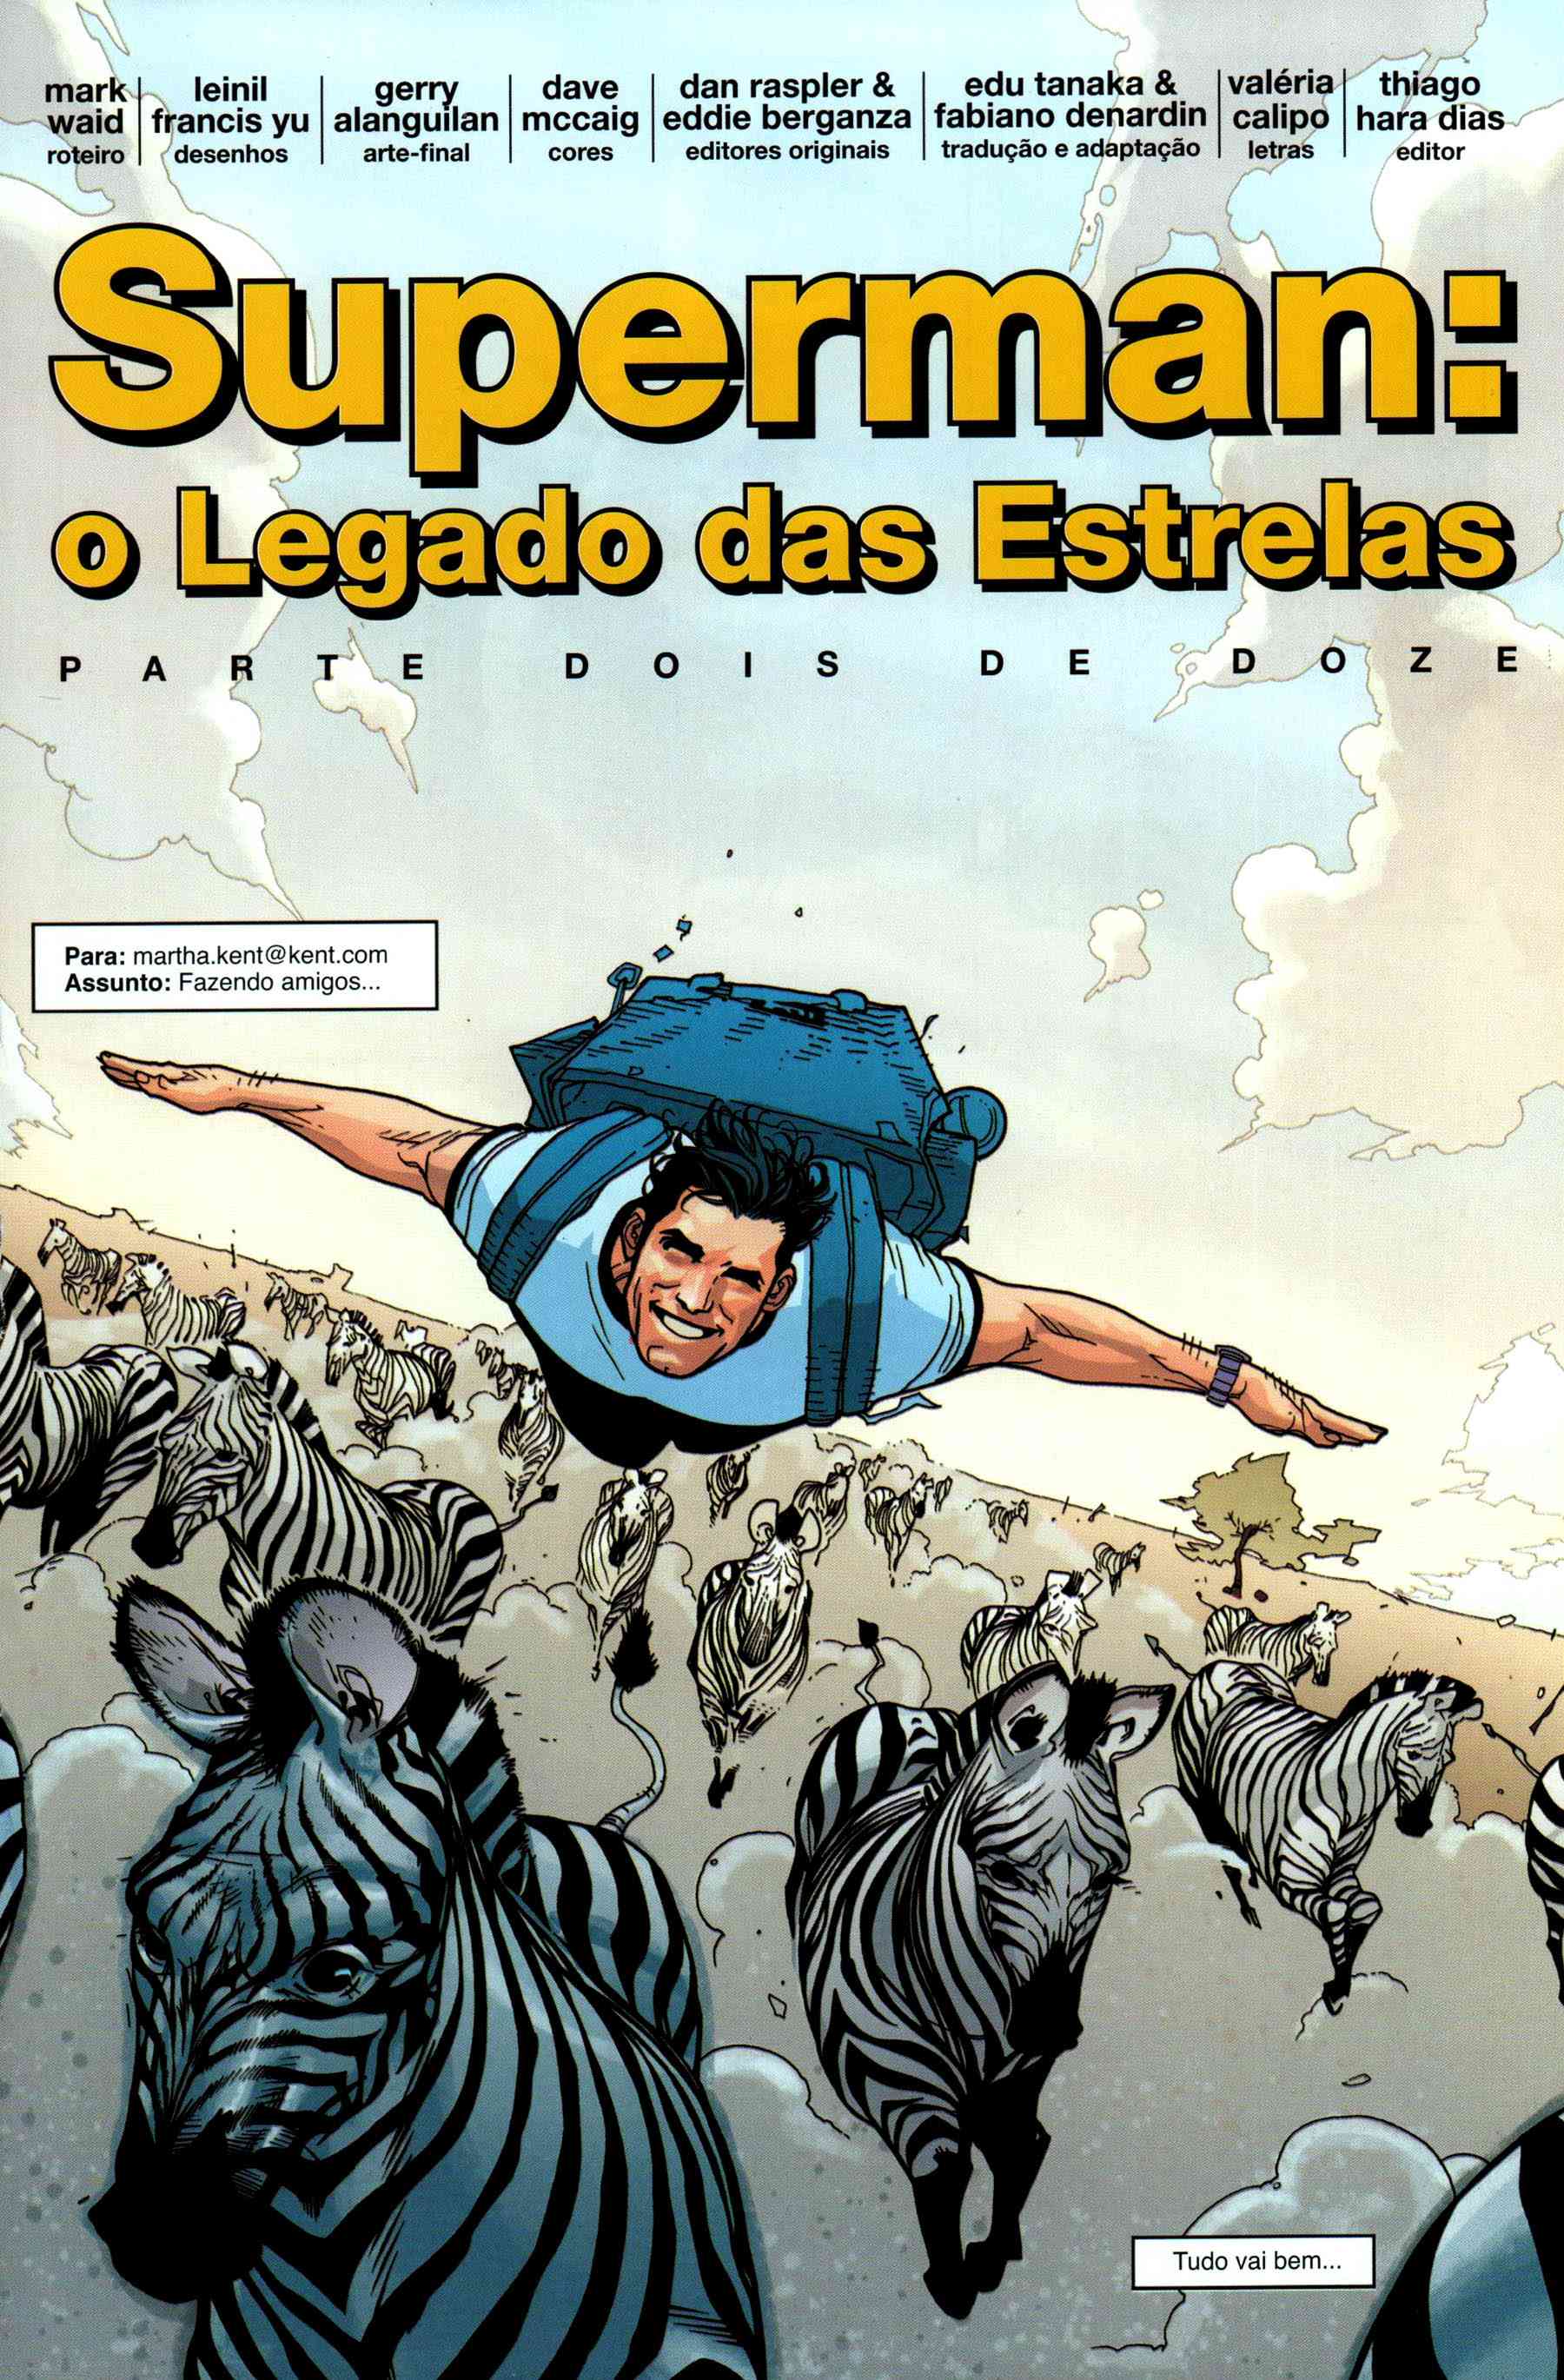 mark waid
roteiro
leinil francis yu
desenhos
gerry alanguilan
arte-final
dave mccaig
cores
dan raspler & eddie berganza
editores originais
edu tanaka & fabiano denardin
tradução e adaptação
valéria calipo
letras
thiago hara dias
editor
Superman:
o Legado das Estrelas
PARTE DOIS DE DOZE
Para: martha.kent@kent.com
Assunto: Fazendo amigos...
Tudo vai bem...